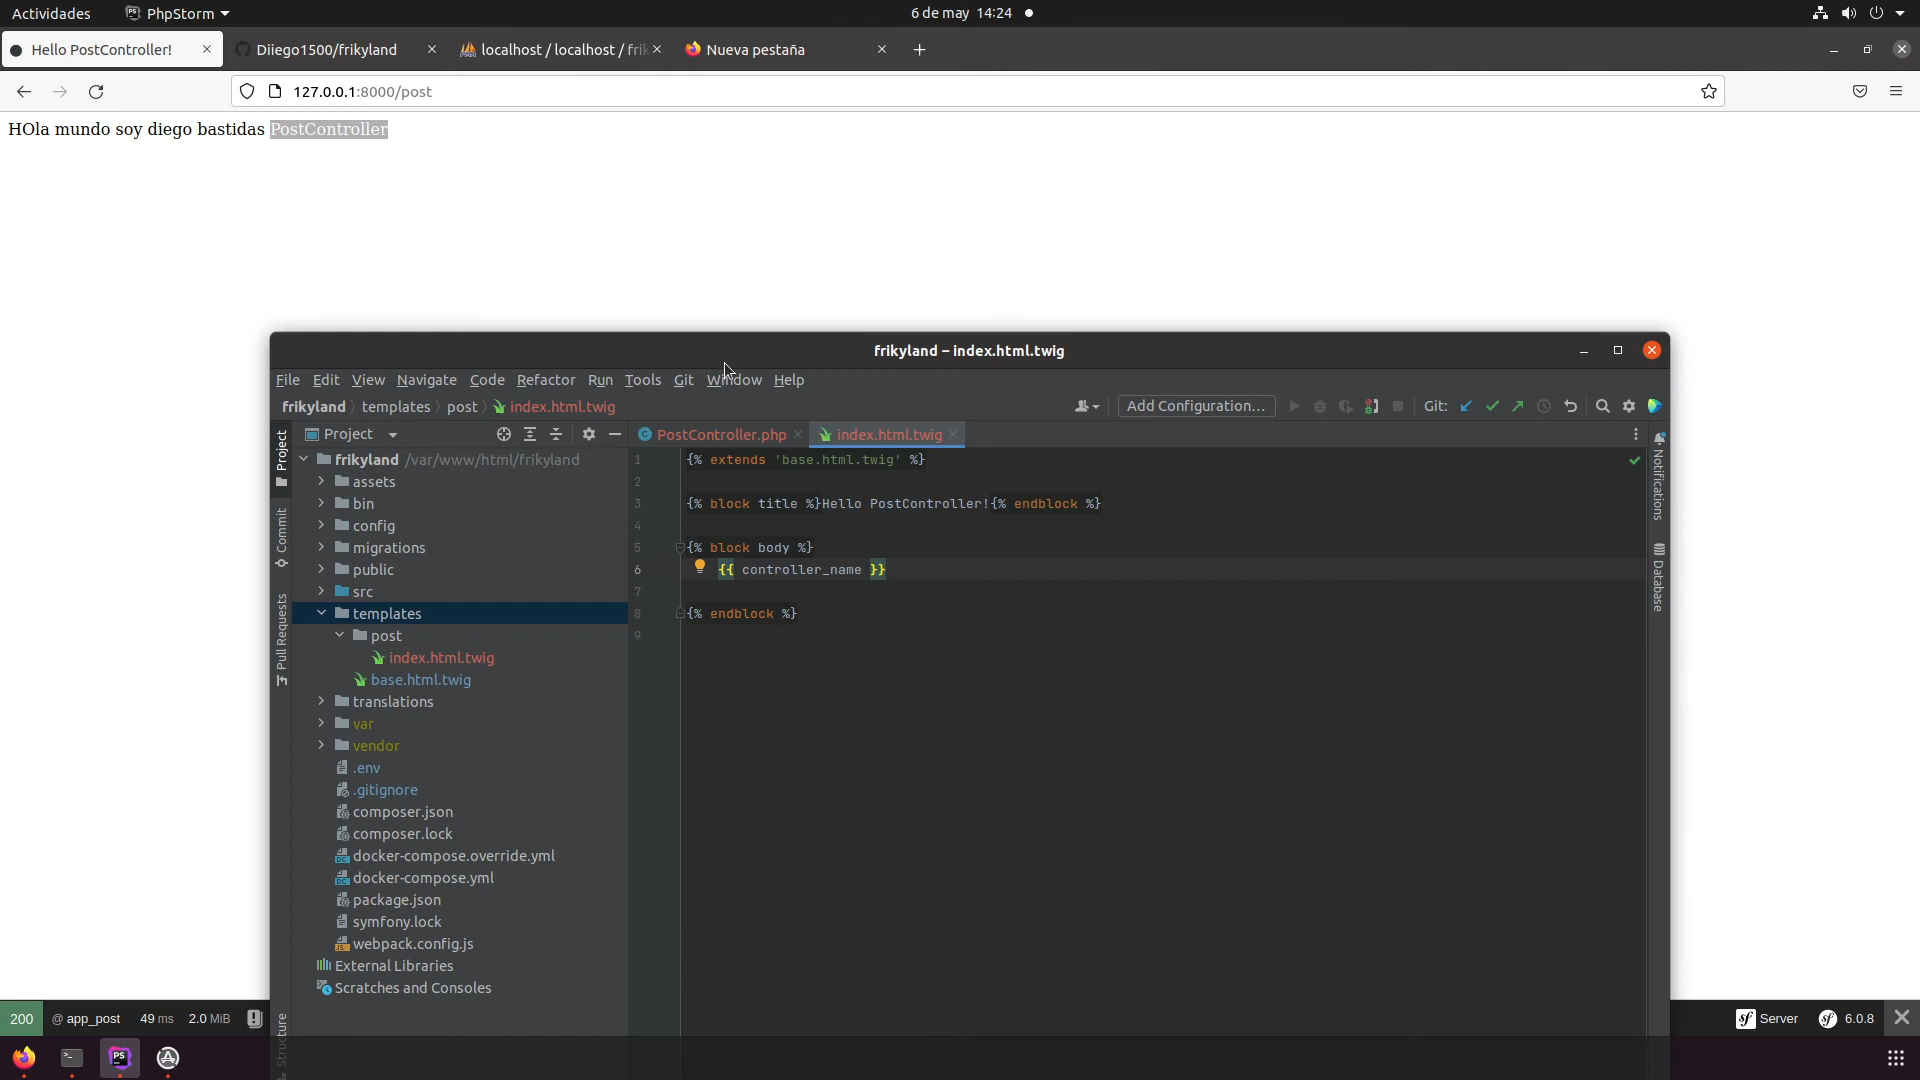 Actividades PhpStorm 6 de may 14:24
Hello PostController! Diiego1500/frikyland localhost / localhost / frik Nueva pestaña
127.0.0.1:8000/post
HOla mundo soy diego bastidas PostController
frikyland – index.html.twig
File Edit View Navigate Code Refactor Run Tools Git Window Help
frikyland templates post index.html.twig Add Configuration... Git:
Project PostController.php index.html.twig
frikyland /var/www/html/frikyland
assets
bin
config
migrations
public
src
templates
post
index.html.twig
base.html.twig
translations
var
vendor
.env
.gitignore
composer.json
composer.lock
docker-compose.override.yml
docker-compose.yml
package.json
symfony.lock
webpack.config.js
External Libraries
Scratches and Consoles
Project
Commit
Pull Requests
Structure
1 {% extends 'base.html.twig' %}
2
3 {% block title %}Hello PostController!{% endblock %}
4
5 {% block body %}
6 {{ controller_name }}
7
8 {% endblock %}
9
Notifications
Database
200 @ app_post 49 ms 2.0 MiB Server 6.0.8